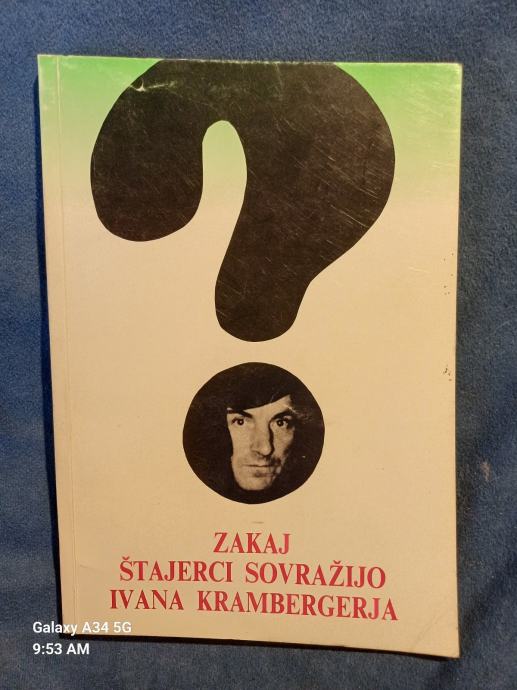 ?
ZAKAJ
ŠTAJERCI SOVRAŽIJO
IVANA KRAMBERGERJA
Galaxy A34 5G
9:53 AM